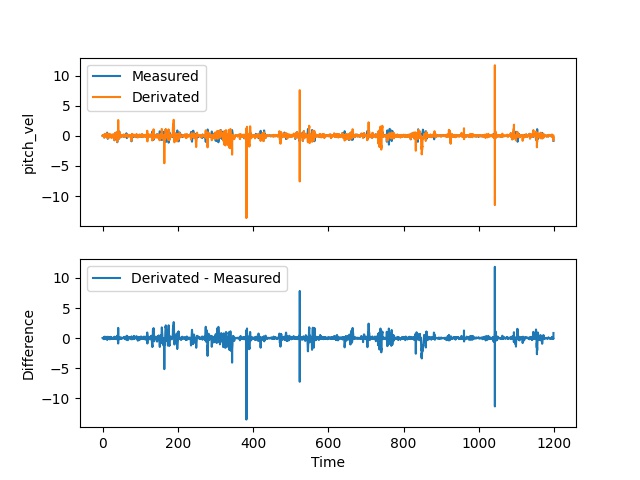 10
5
0
−5
−10
pitch_vel
Measured
Derivated
10
5
0
−5
−10
Difference
Derivated - Measured
0 200 400 600 800 1000 1200
Time